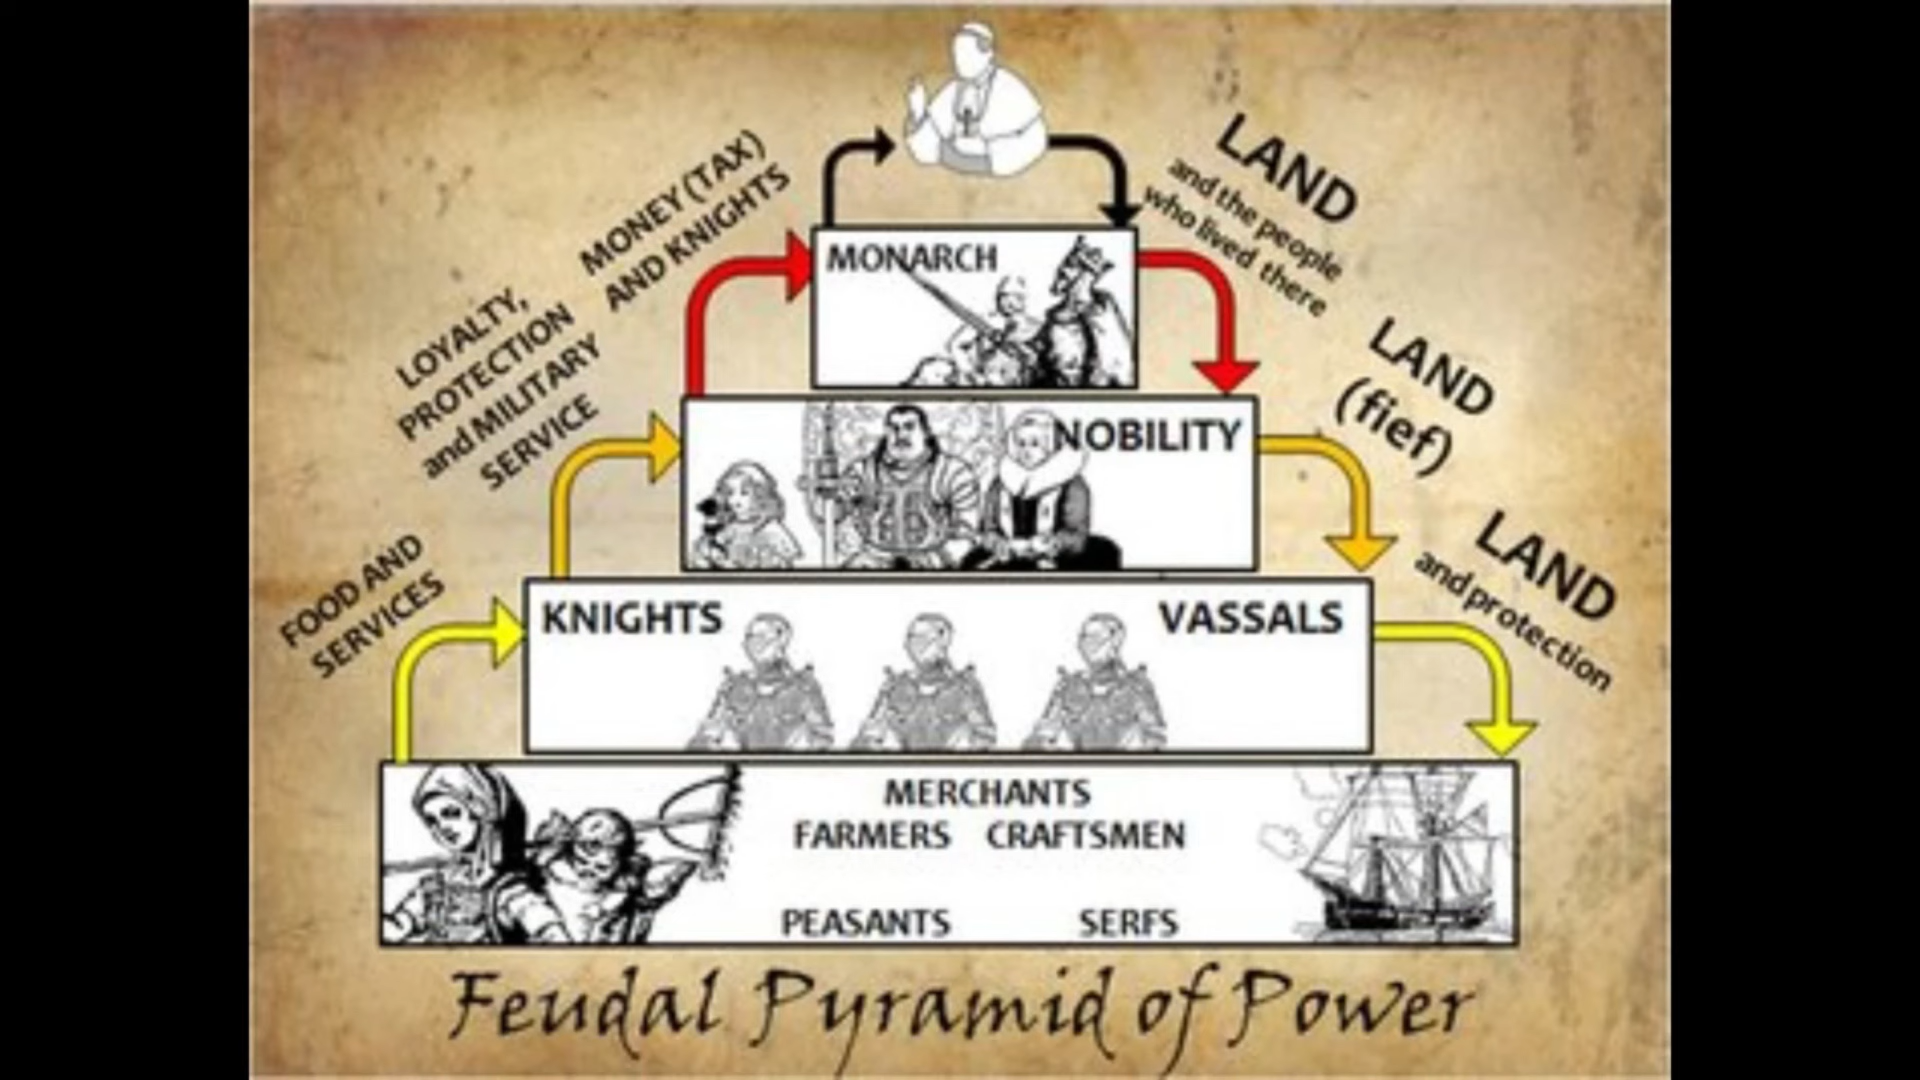 MONEY (TAX)
AND KNIGHTS
LAND
and the people
who lived there
MONARCH
LOYALTY,
PROTECTION
and MILITARY
SERVICE
LAND
(fief)
NOBILITY
FOOD AND
SERVICES
LAND
and protection
KNIGHTS VASSALS
MERCHANTS
FARMERS CRAFTSMEN
PEASANTS SERFS
Feudal Pyramid of Power